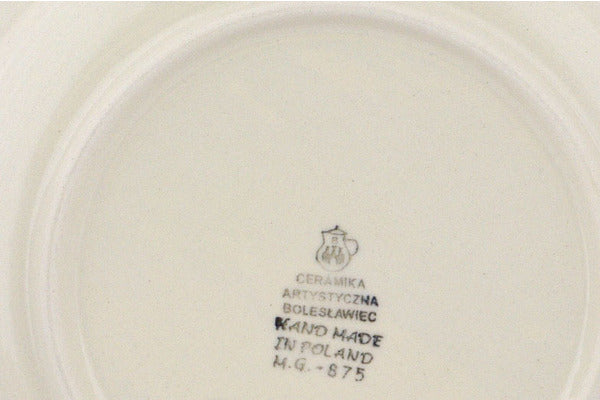 CERAMIKA
ARTYSTYCZNA
BOLESŁAWIEC
HAND MADE
IN POLAND
M.G.-875